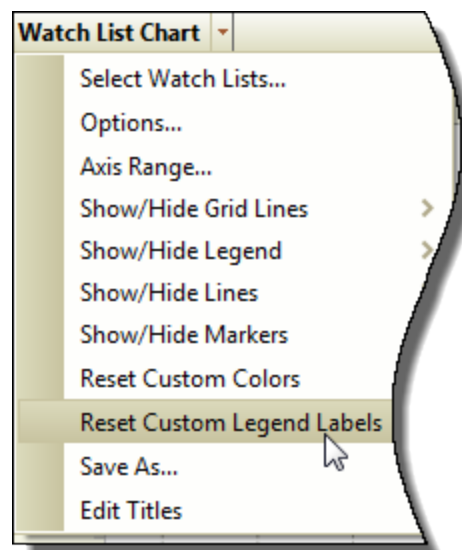 Watch List Chart
Select Watch Lists...
Options...
Axis Range...
Show/Hide Grid Lines
Show/Hide Legend
Show/Hide Lines
Show/Hide Markers
Reset Custom Colors
Reset Custom Legend Labels
Save As...
Edit Titles